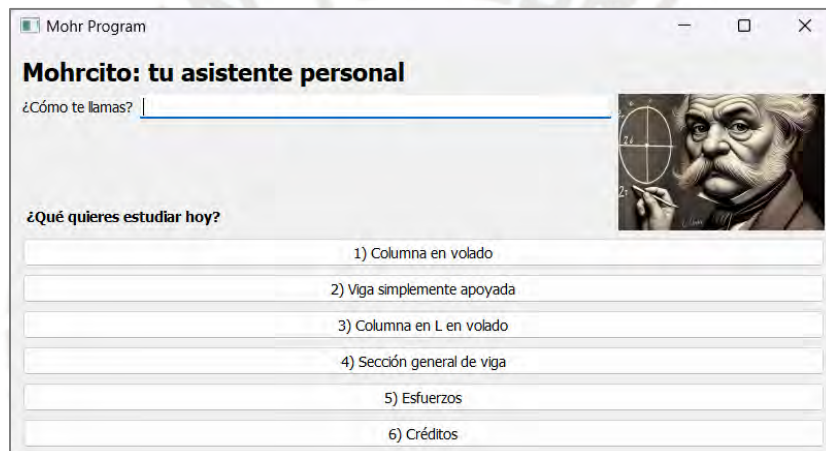 Mohr Program
Mohrcito: tu asistente personal
¿Cómo te llamas?
¿Qué quieres estudiar hoy?
1) Columna en volado
2) Viga simplemente apoyada
3) Columna en L en volado
4) Sección general de viga
5) Esfuerzos
6) Créditos